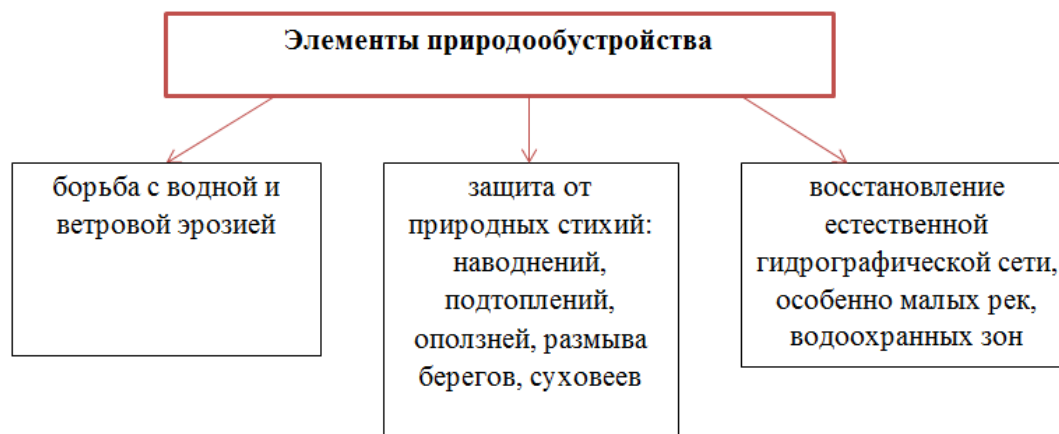 Элементы природообустройства
борьба с водной и
ветровой эрозией
защита от
природных стихий:
наводнений,
подтоплений,
оползней, размыва
берегов, суховеев
восстановление
естественной
гидрографической сети,
особенно малых рек,
водоохранных зон